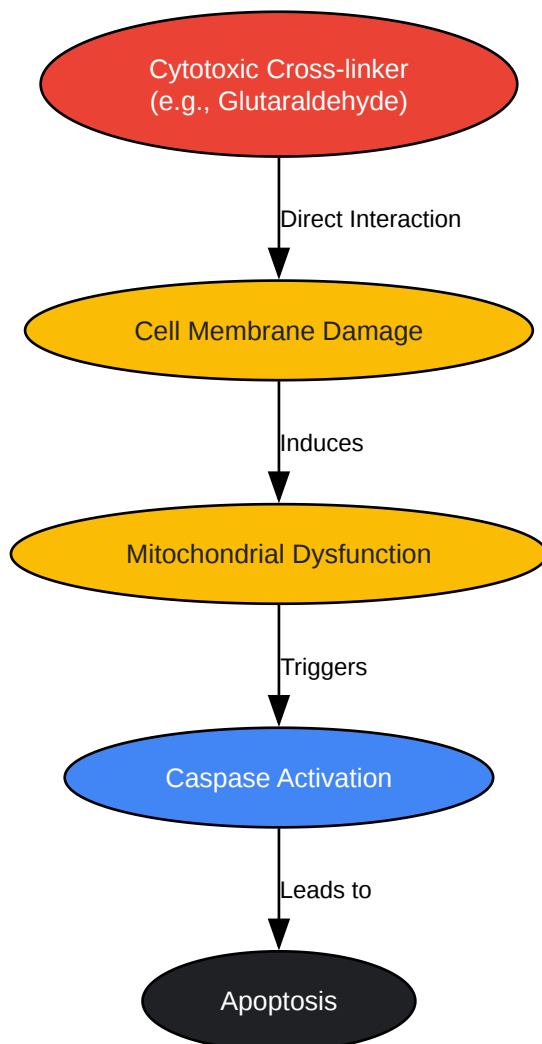 Cytotoxic Cross-linker
(e.g., Glutaraldehyde)
Direct Interaction
Cell Membrane Damage
Induces
Mitochondrial Dysfunction
Triggers
Caspase Activation
Leads to
Apoptosis